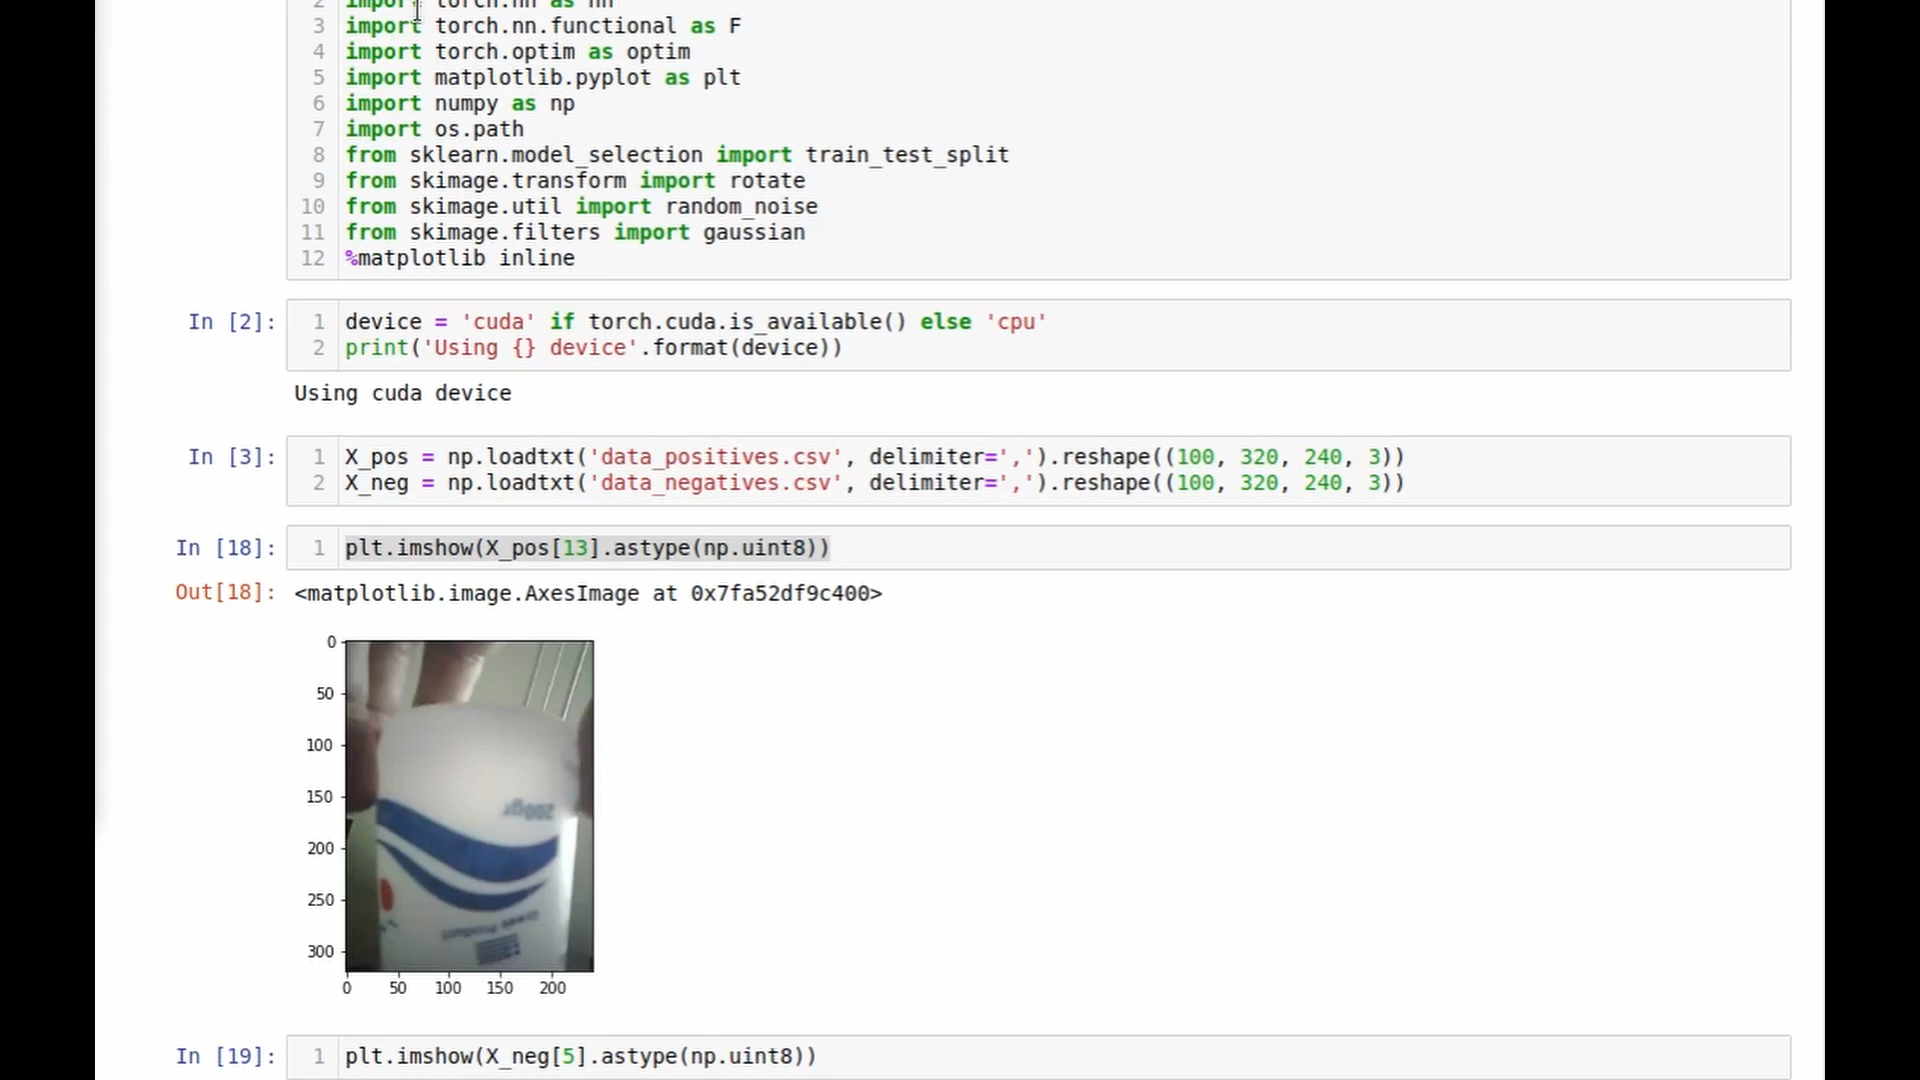 2 import torch.nn as nn
3 import torch.nn.functional as F
4 import torch.optim as optim
5 import matplotlib.pyplot as plt
6 import numpy as np
7 import os.path
8 from sklearn.model_selection import train_test_split
9 from skimage.transform import rotate
10 from skimage.util import random_noise
11 from skimage.filters import gaussian
12 %matplotlib inline
In [2]:
1 device = 'cuda' if torch.cuda.is_available() else 'cpu'
2 print('Using {} device'.format(device))
Using cuda device
In [3]:
1 X_pos = np.loadtxt('data_positives.csv', delimiter=',').reshape((100, 320, 240, 3))
2 X_neg = np.loadtxt('data_negatives.csv', delimiter=',').reshape((100, 320, 240, 3))
In [18]:
1 plt.imshow(X_pos[13].astype(np.uint8))
Out[18]: <matplotlib.image.AxesImage at 0x7fa52df9c400>
0
50
100
150
200
250
300
0 50 100 150 200
In [19]:
1 plt.imshow(X_neg[5].astype(np.uint8))